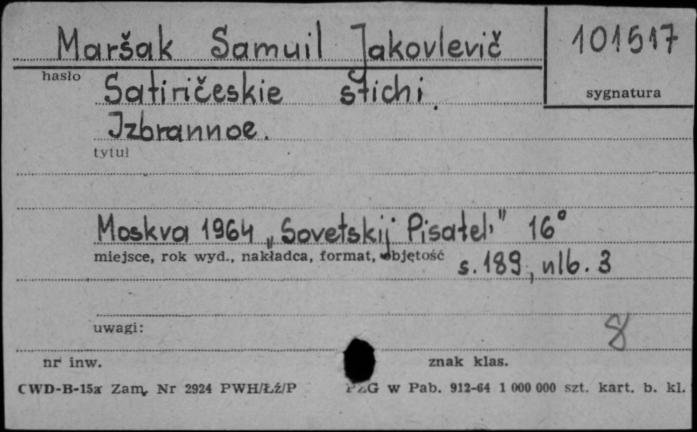 Maršak Samuil Jakovlevič 101517
hasło
sygnatura
Satiričeskie stichi.
Izbrannoe.
tytuł
Moskva 1964 „Sovetskij Pisatel'" 16°
miejsce, rok wyd., nakładca, format, objętość
s. 189, nlb. 3
uwagi:
8
nr inw. znak klas.
CWD-B-15a Zam. Nr 2924 PWH/Łź/P PZG w Pab. 912-64 1 000 000 szt. kart. b. kl.